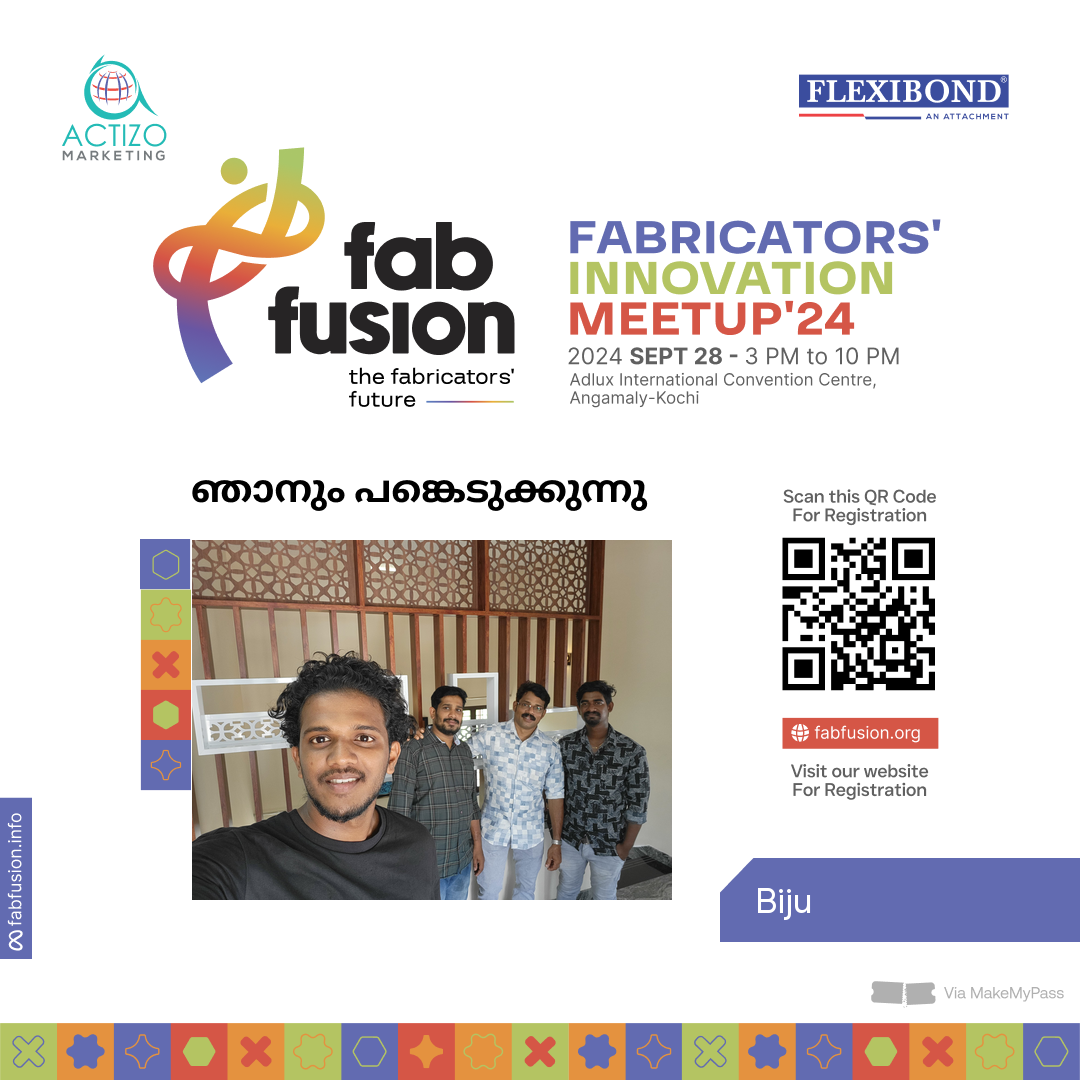 ACTIZO
MARKETING
FLEXIBOND®
AN ATTACHMENT
fab
fusion
the fabricators'
future
FABRICATORS'
INNOVATION
MEETUP'24
2024 SEPT 28 - 3 PM to 10 PM
Adlux International Convention Centre,
Angamaly-Kochi
ഞാനും പങ്കെടുക്കുന്നു
Scan this QR Code
For Registration
fabfusion.org
Visit our website
For Registration
fabfusion.info
Biju
Via MakeMyPass